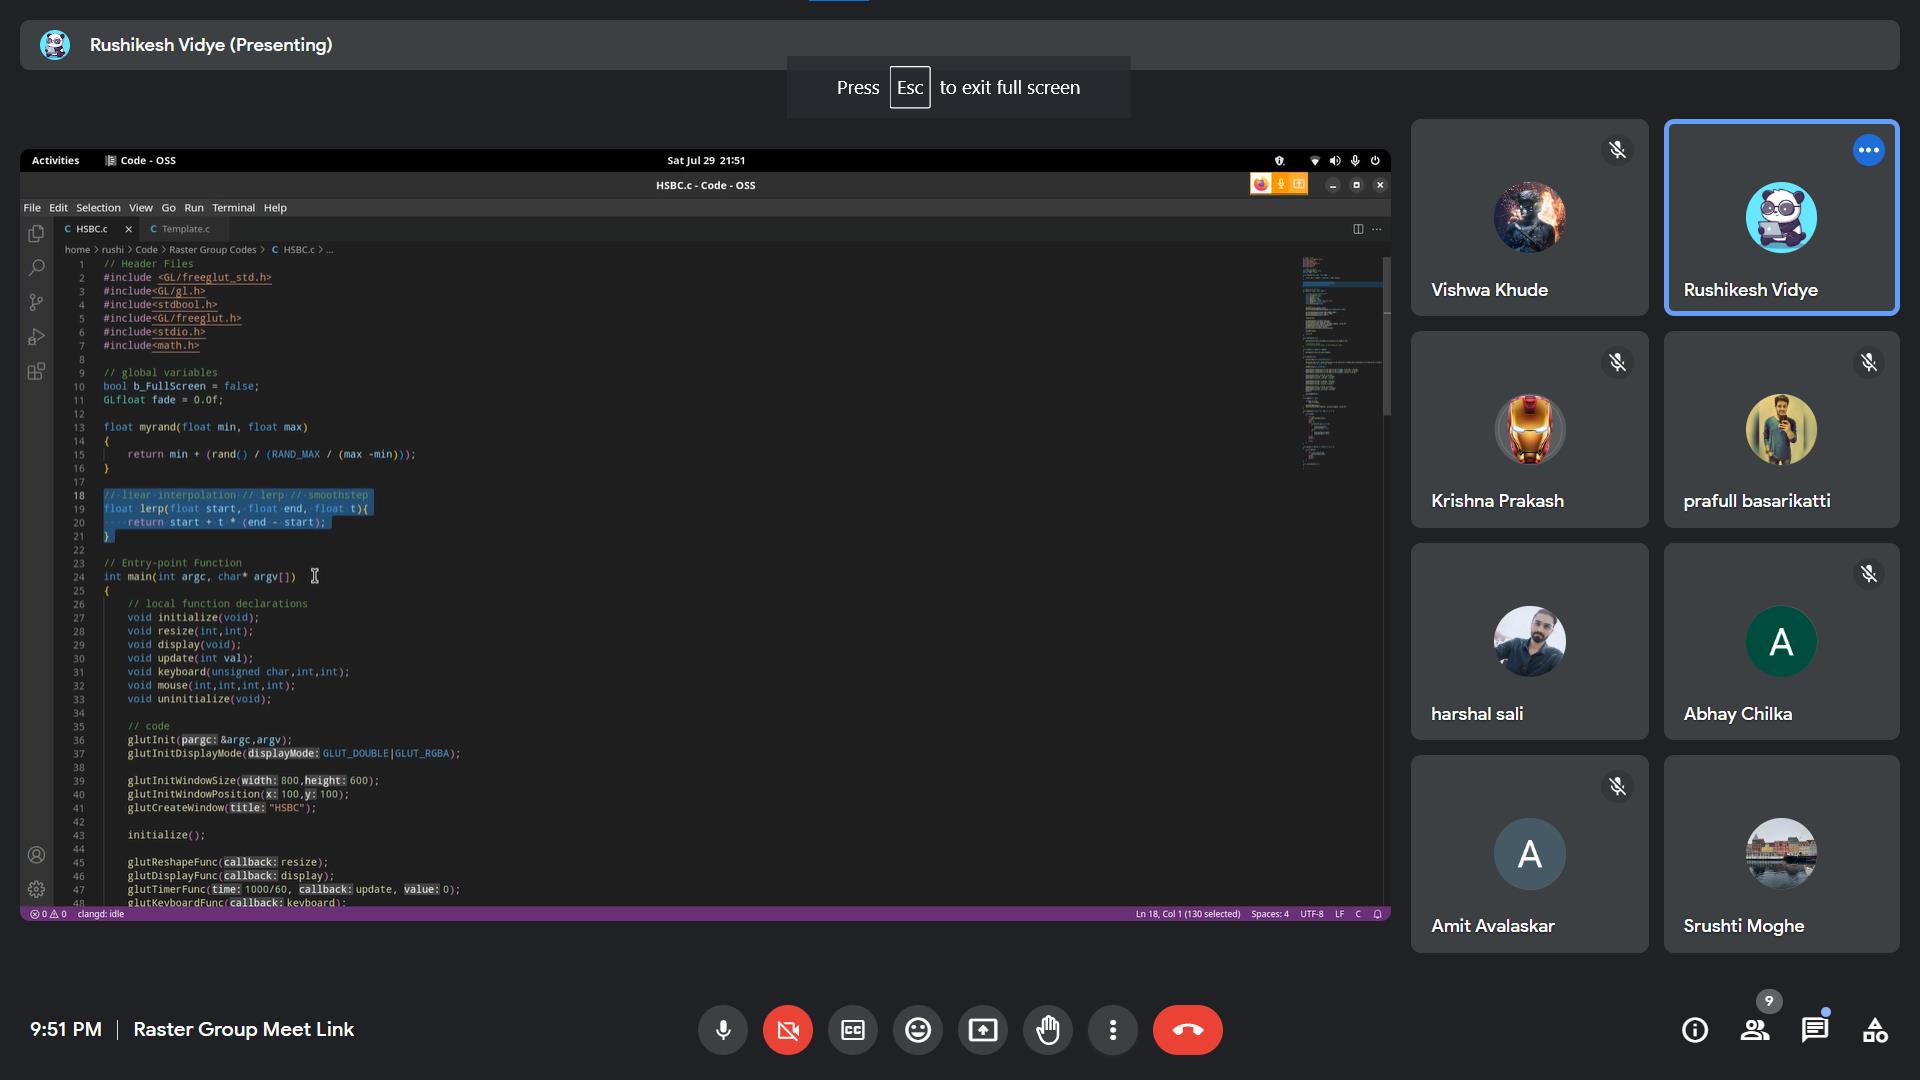 Rushikesh Vidye (Presenting)
Press Esc to exit full screen
Activities Code - OSS Sat Jul 29 21:51
HSBC.c - Code - OSS
File Edit Selection View Go Run Terminal Help
C HSBC.c × C Template.c
home > rushi > Code > Raster Group Codes > C HSBC.c > ...
1 // Header Files
2 #include <GL/freeglut_std.h>
3 #include<GL/gl.h>
4 #include<stdbool.h>
5 #include<GL/freeglut.h>
6 #include<stdio.h>
7 #include<math.h>
8
9 // global variables
10 bool b_FullScreen = false;
11 GLfloat fade = 0.0f;
12
13 float myrand(float min, float max)
14 {
15 return min + (rand() / (RAND_MAX / (max -min)));
16 }
17
18 // liear interpolation // lerp // smoothstep
19 float lerp(float start, float end, float t){
20 return start + t * (end - start);
21 }
22
23 // Entry-point Function
24 int main(int argc, char* argv[])
25 {
26 // local function declarations
27 void initialize(void);
28 void resize(int,int);
29 void display(void);
30 void update(int val);
31 void keyboard(unsigned char,int,int);
32 void mouse(int,int,int,int);
33 void uninitialize(void);
34
35 // code
36 glutInit(pargc: &argc,argv);
37 glutInitDisplayMode(displayMode: GLUT_DOUBLE|GLUT_RGBA);
38
39 glutInitWindowSize(width: 800,height: 600);
40 glutInitWindowPosition(x: 100,y: 100);
41 glutCreateWindow(title: "HSBC");
42
43 initialize();
44
45 glutReshapeFunc(callback: resize);
46 glutDisplayFunc(callback: display);
47 glutTimerFunc(time: 1000/60, callback: update, value: 0);
48 glutKeyboardFunc(callback: keyboard);
0 0 clangd: idle Ln 18, Col 1 (130 selected) Spaces: 4 UTF-8 LF C
Vishwa Khude
Rushikesh Vidye
Krishna Prakash
prafull basarikatti
harshal sali
A
Abhay Chilka
A
Amit Avalaskar
Srushti Moghe
9:51 PM | Raster Group Meet Link
CC
9